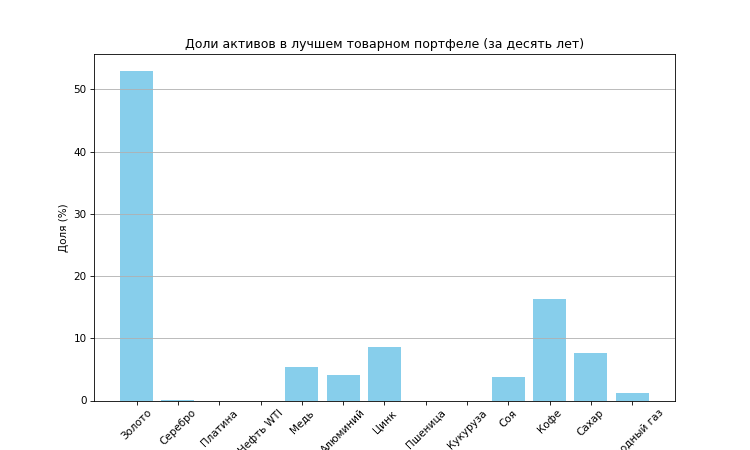 Доли активов в лучшем товарном портфеле (за десять лет)
Доля (%)
50
40
30
20
10
0
Золото
Серебро
Платина
Нефть WTI
Медь
Алюминий
Цинк
Пшеница
Кукуруза
Соя
Кофе
Сахар
одный газ